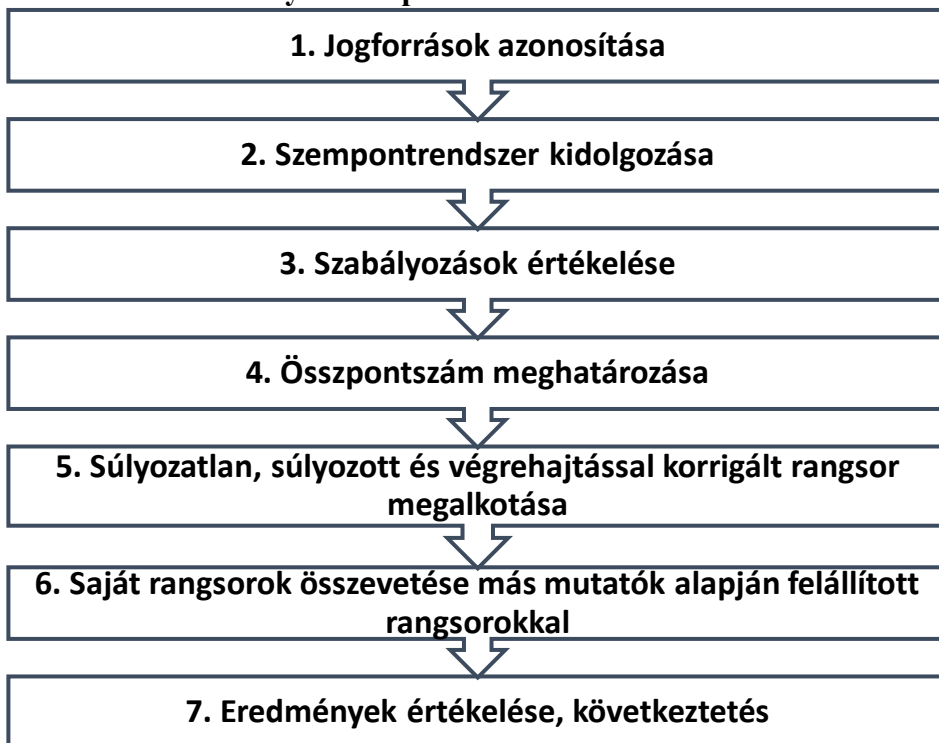 1. Jogforrások azonosítása
2. Szempontrendszer kidolgozása
3. Szabályozások értékelése
4. Összpontszám meghatározása
5. Súlyozatlan, súlyozott és végrehajtással korrigált rangsor
megalkotása
6. Saját rangsorok összevetése más mutatók alapján felállított
rangsorokkal
7. Eredmények értékelése, következtetés